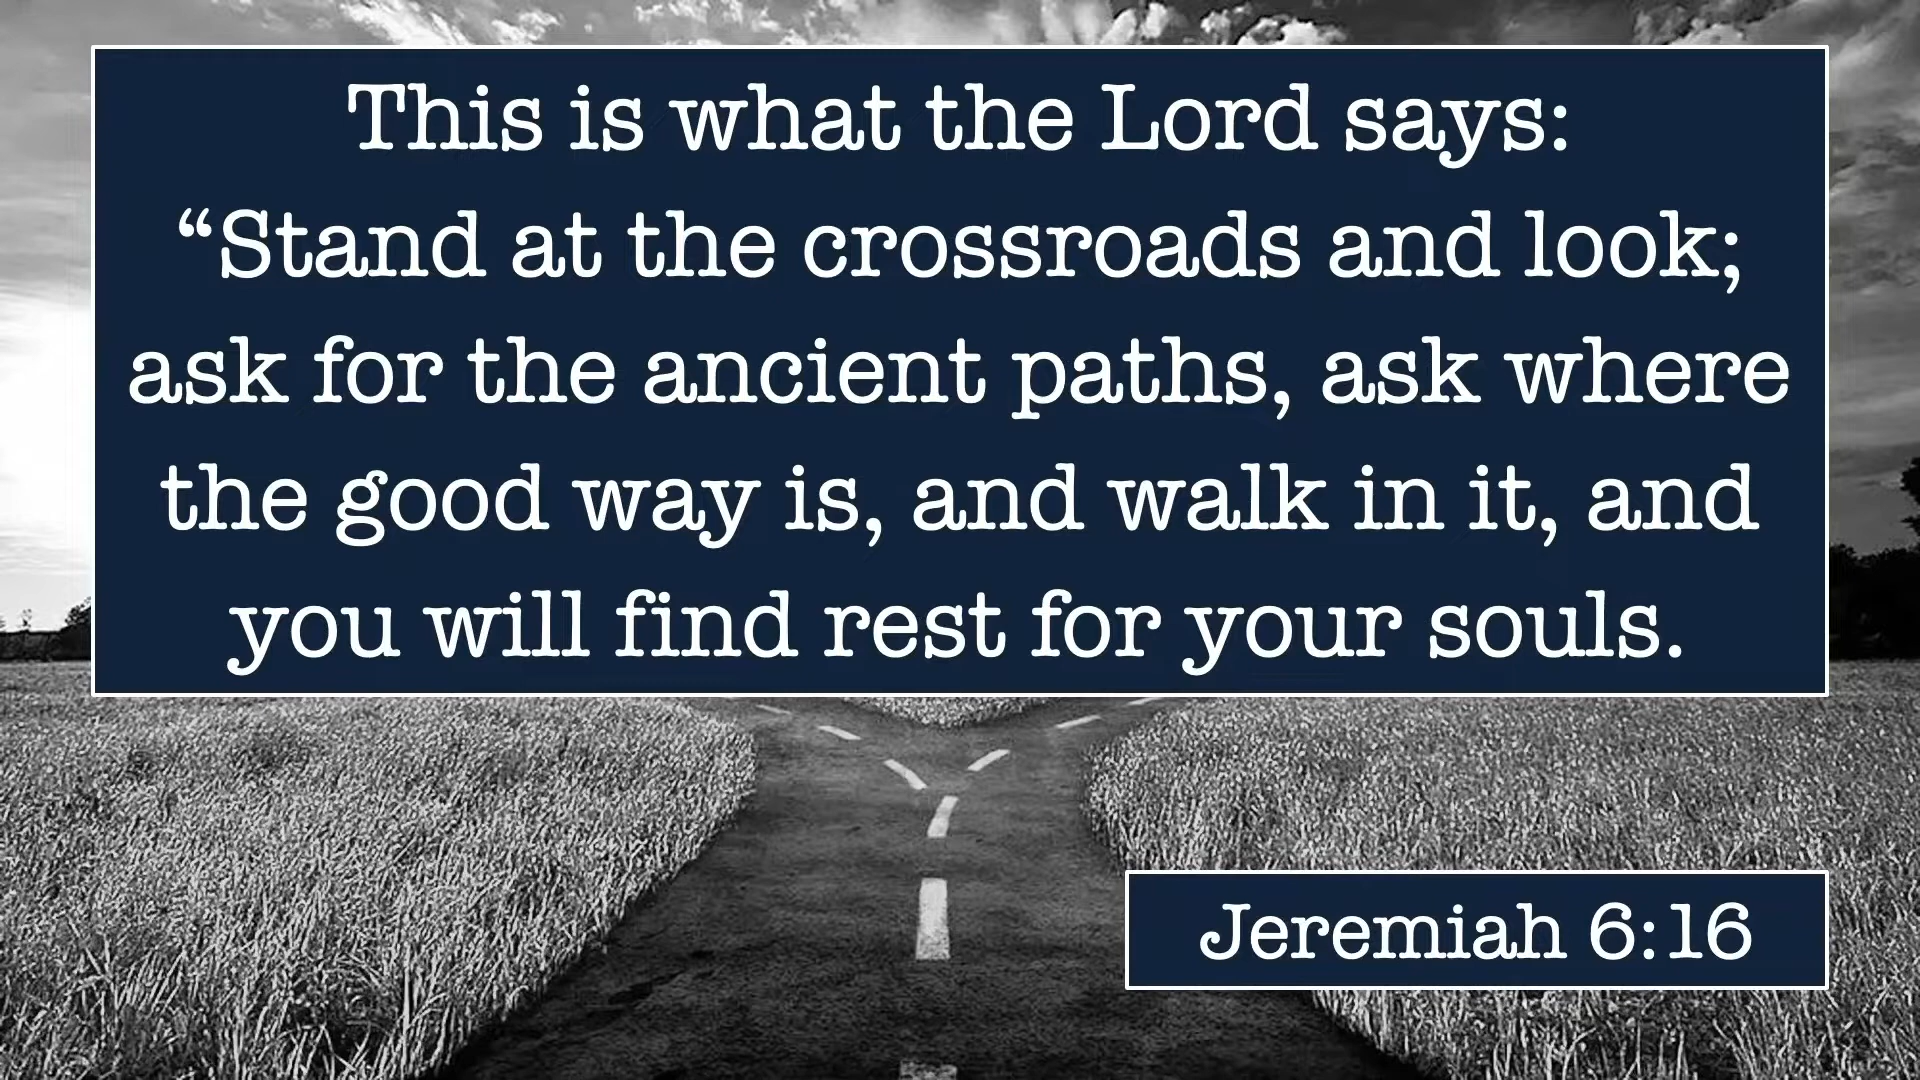 This is what the Lord says:
“Stand at the crossroads and look;
ask for the ancient paths, ask where
the good way is, and walk in it, and
you will find rest for your souls.
Jeremiah 6:16